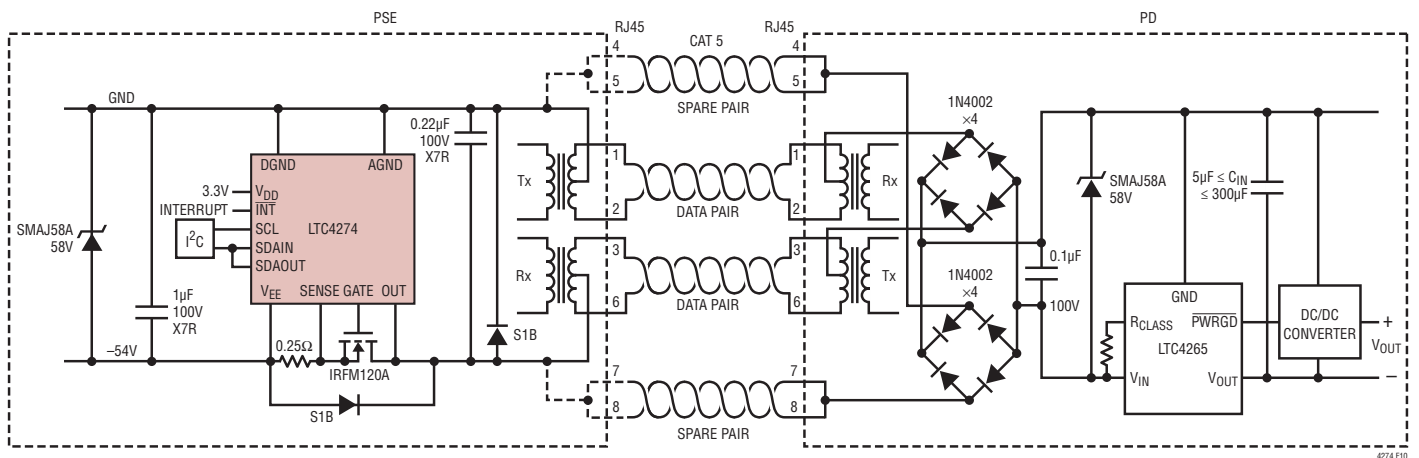 PSE
RJ45
CAT 5
RJ45
PD
4
5
4
5
SPARE PAIR
GND
0.22µF
100V
X7R
DGND
AGND
3.3V
VDD
INTERRUPT
INT
I2C
SCL
SDAIN
SDAOUT
LTC4274
VEE
SENSE
GATE
OUT
SMAJ58A
58V
1µF
100V
X7R
–54V
0.25Ω
IRFM120A
S1B
S1B
Tx
1
2
DATA PAIR
1
2
Rx
Rx
3
6
DATA PAIR
3
6
Tx
7
8
7
8
SPARE PAIR
1N4002
×4
1N4002
×4
0.1µF
100V
SMAJ58A
58V
5µF ≤ CIN
≤ 300µF
GND
RCLASS
PWRGD
LTC4265
VIN
VOUT
DC/DC
CONVERTER
+
VOUT
–
4274 F10